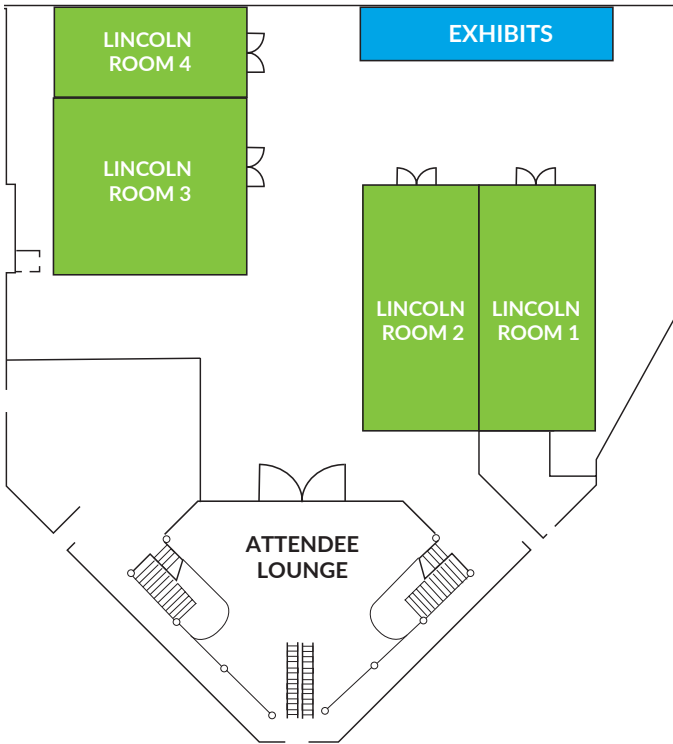 LINCOLN
ROOM 4
EXHIBITS
LINCOLN
ROOM 3
LINCOLN
ROOM 2
LINCOLN
ROOM 1
ATTENDEE
LOUNGE